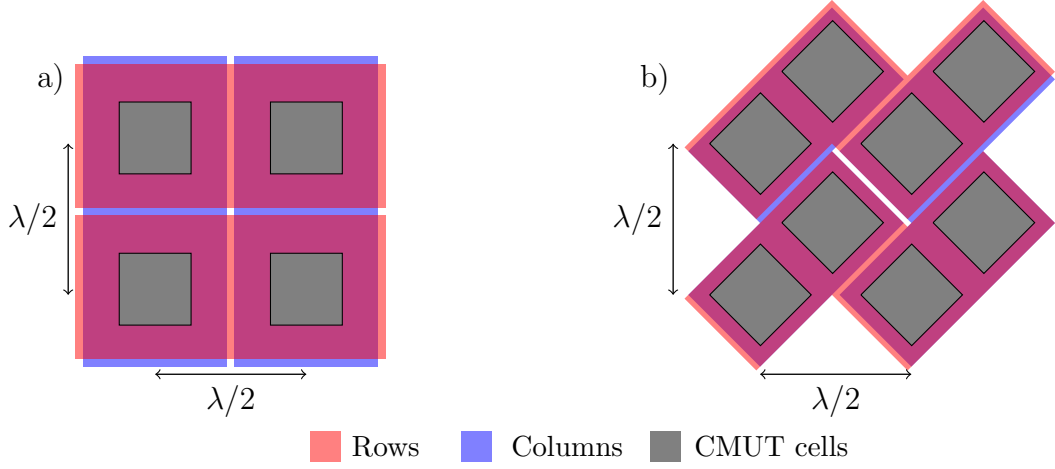 a)
b)
λ/2
λ/2
λ/2
λ/2
Rows
Columns
CMUT cells